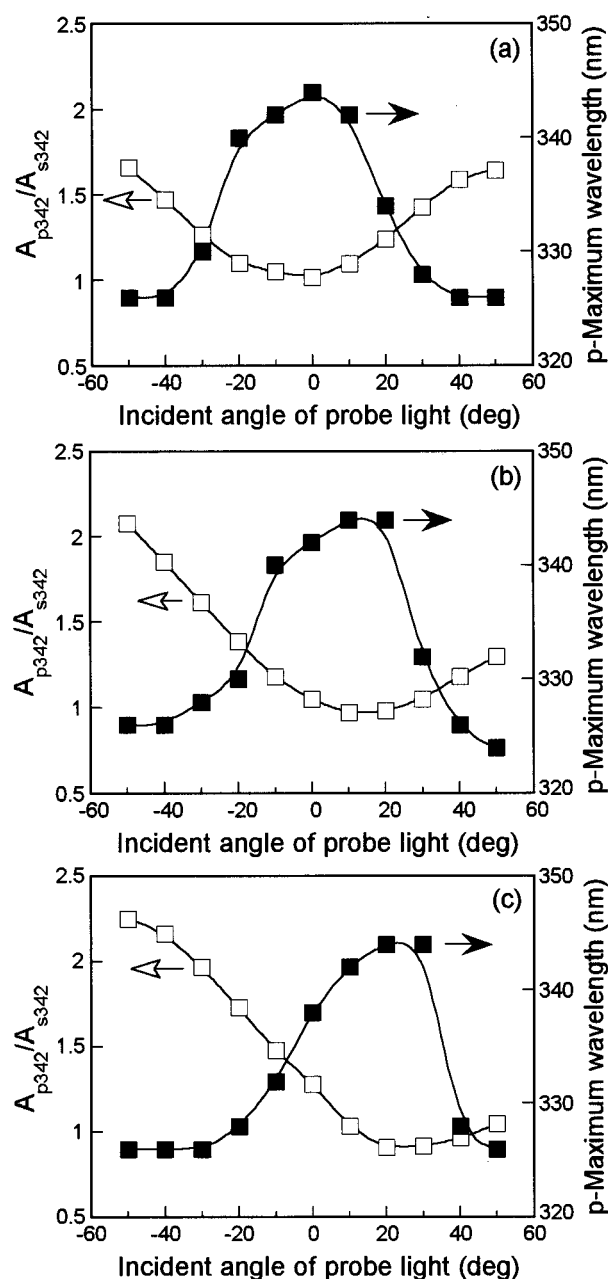 (a)
2.5
2
1.5
1
0.5
350
340
330
320
-60 -40 -20 0 20 40 60
A_p342/A_s342
p-Maximum wavelength (nm)
Incident angle of probe light (deg)
(b)
2.5
2
1.5
1
0.5
350
340
330
320
-60 -40 -20 0 20 40 60
A_p342/A_s342
p-Maximum wavelength (nm)
Incident angle of probe light (deg)
(c)
2.5
2
1.5
1
0.5
350
340
330
320
-60 -40 -20 0 20 40 60
A_p342/A_s342
p-Maximum wavelength (nm)
Incident angle of probe light (deg)